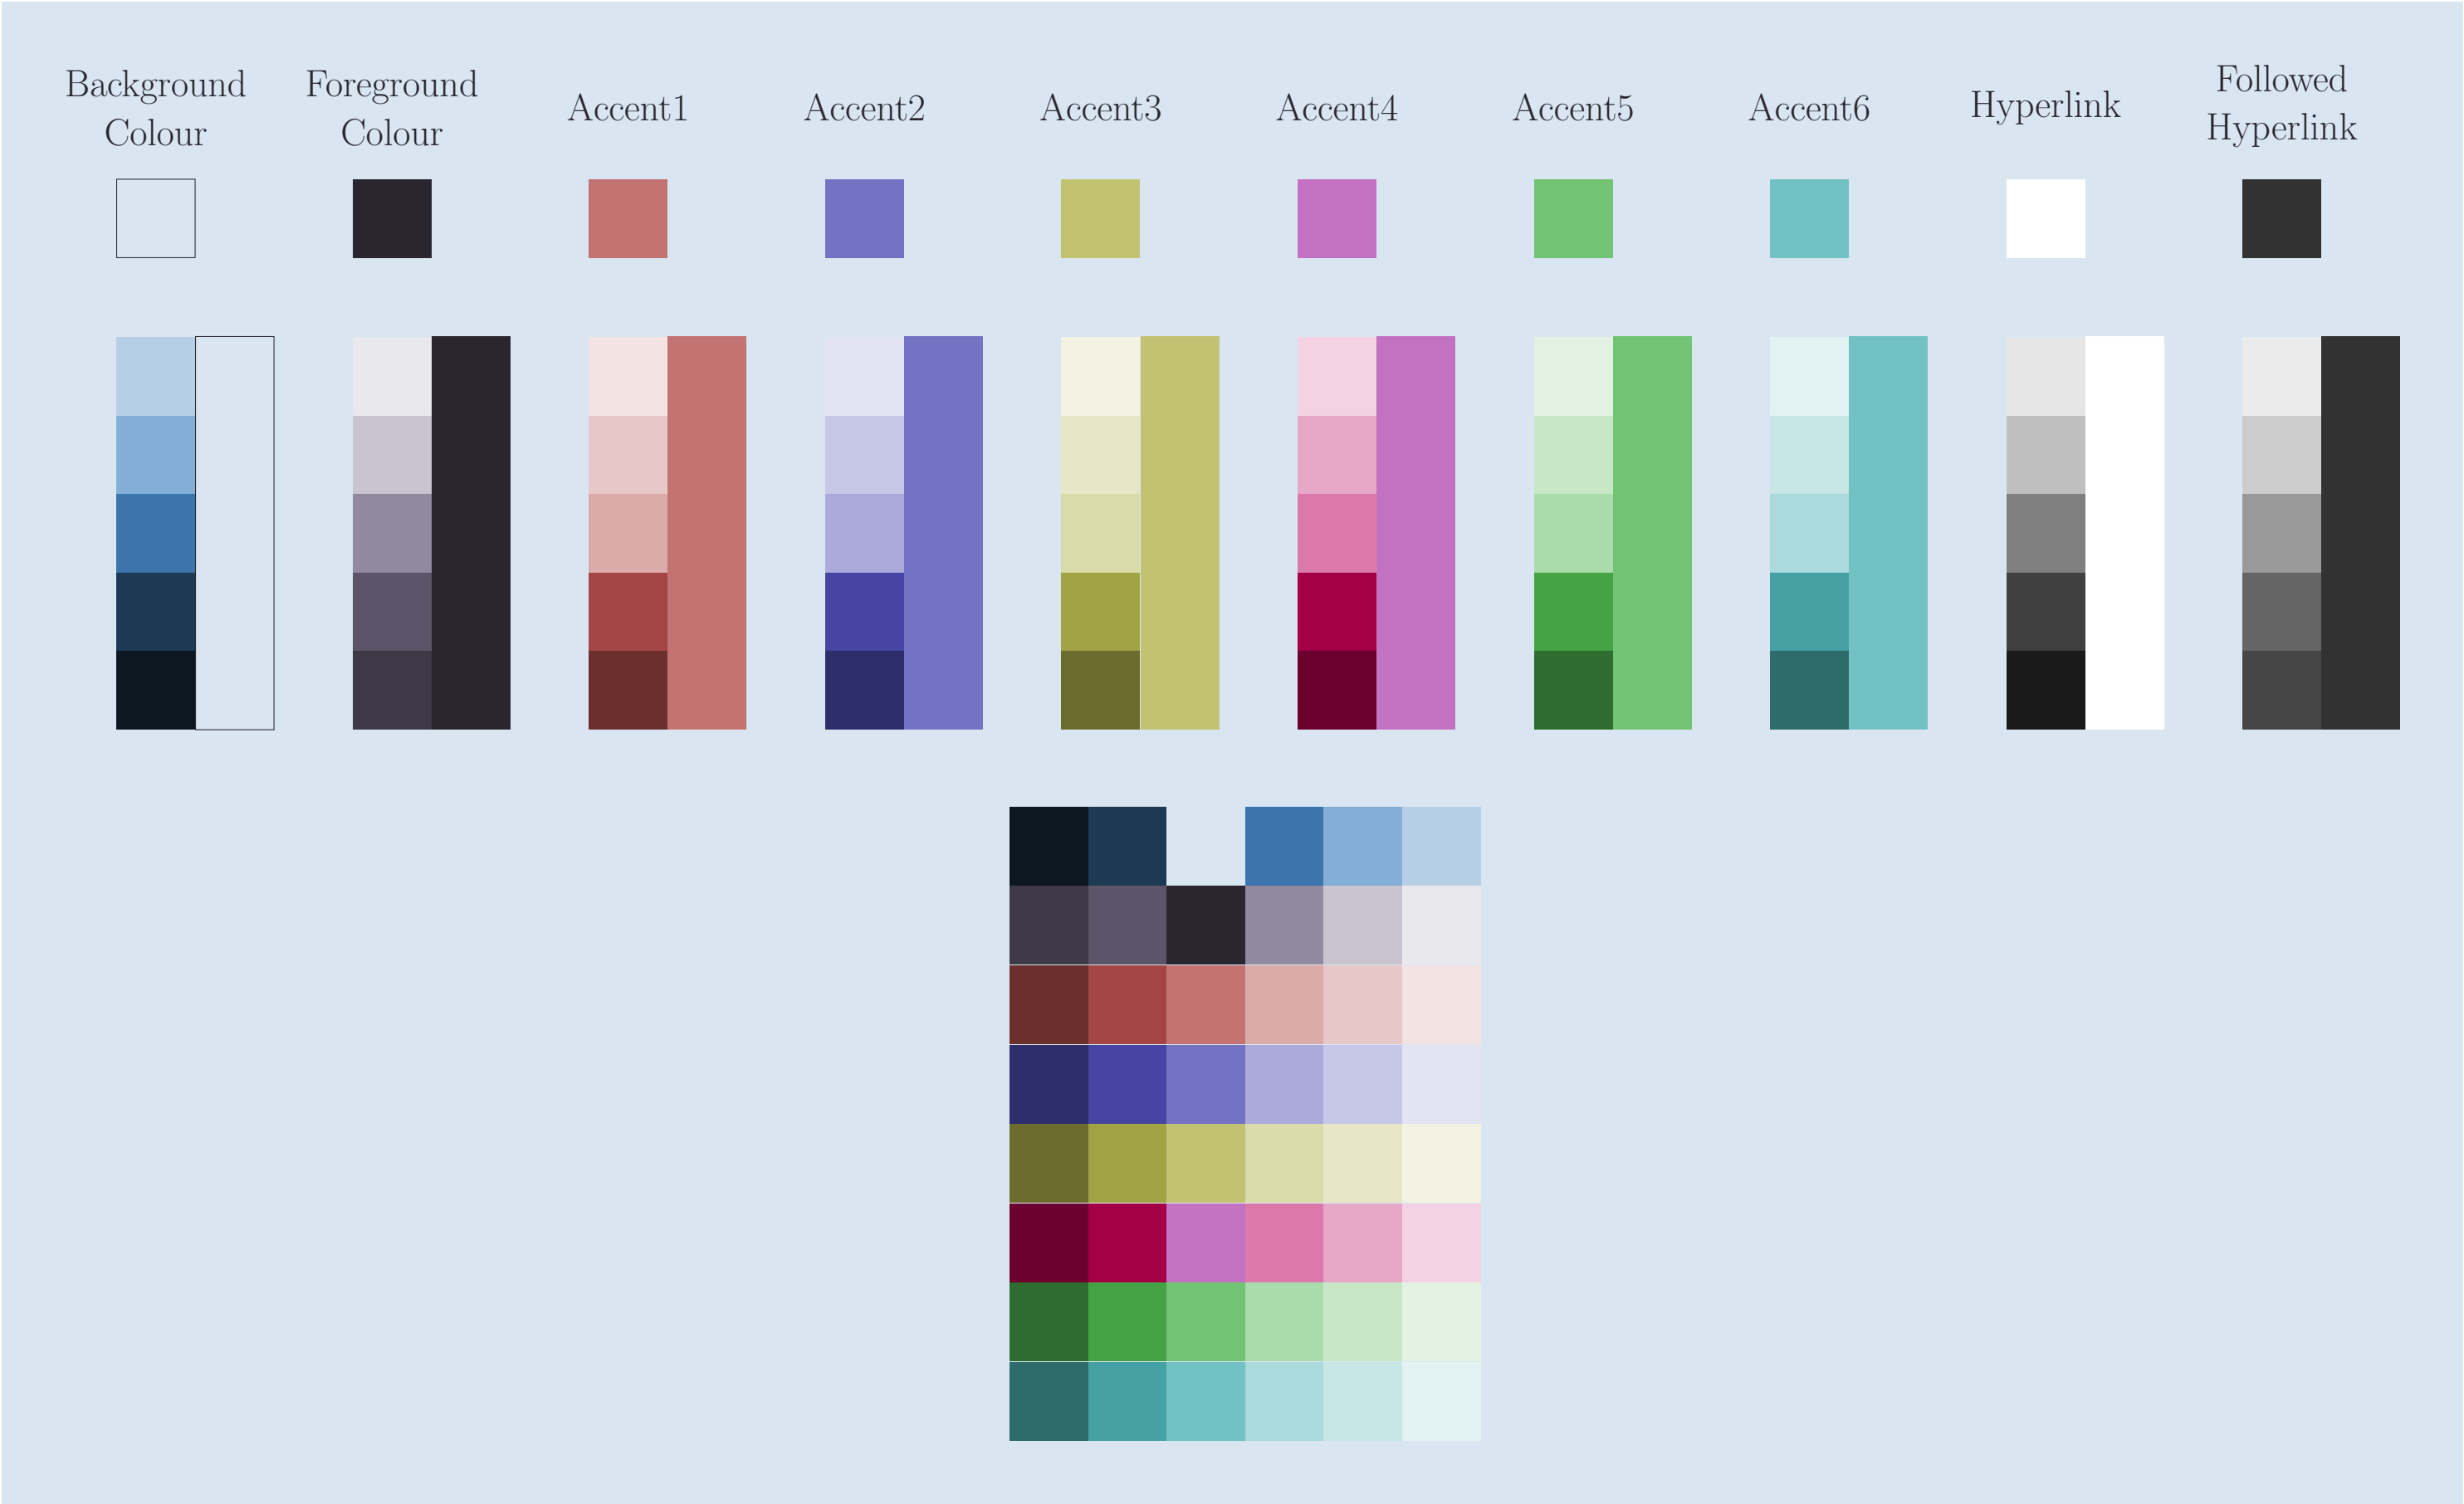 Background
Colour
Foreground
Colour
Accent1
Accent2
Accent3
Accent4
Accent5
Accent6
Hyperlink
Followed
Hyperlink